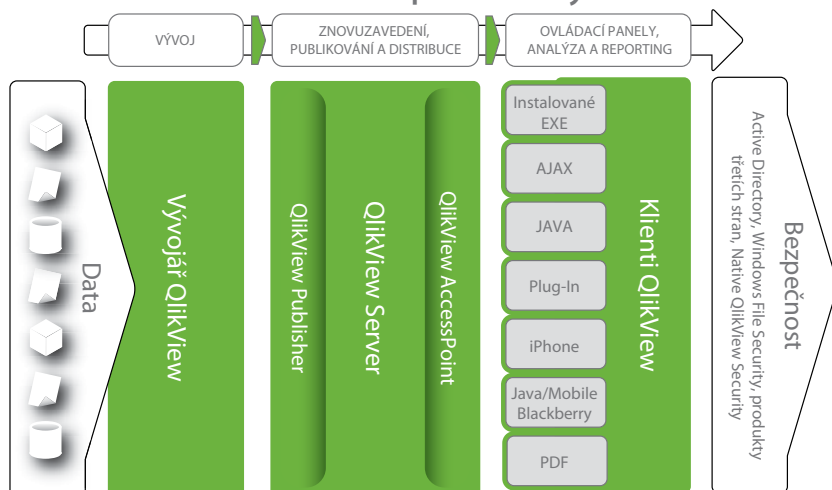 VÝVOJ
ZNOVUZAVEDENÍ,
PUBLIKOVÁNÍ A DISTRIBUCE
OVLÁDACÍ PANELY,
ANALÝZA A REPORTING
Data
Vývojář QlikView
QlikView Publisher
QlikView Server
QlikView AccessPoint
Instalované
EXE
AJAX
JAVA
Plug-In
iPhone
Java/Mobile
Blackberry
PDF
Klienti QlikView
Bezpečnost
Active Directory, Windows File Security, produkty
třetích stran, Native QlikView Security